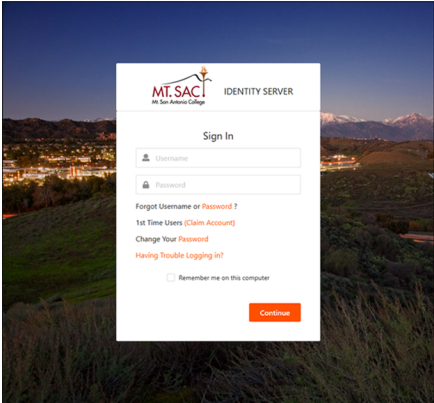 MT. SAC
Mt. San Antonio College
IDENTITY SERVER
Sign In
Username
Password
Forgot Username or Password ?
1st Time Users (Claim Account)
Change Your Password
Having Trouble Logging in?
Remember me on this computer
Continue